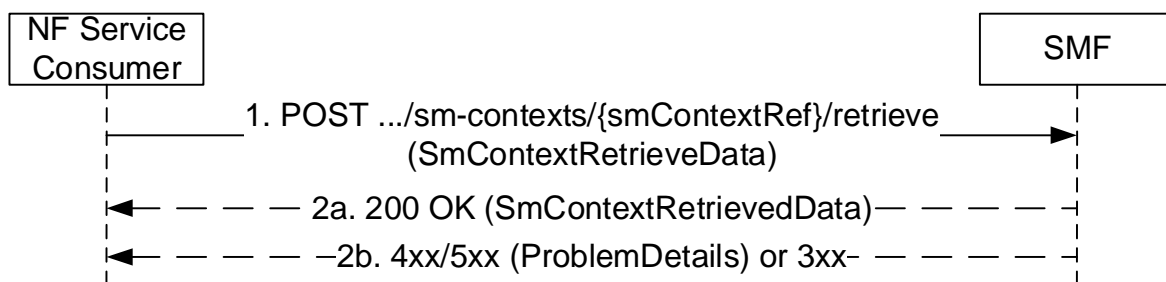 NF Service
Consumer
SMF
1. POST .../sm-contexts/{smContextRef}/retrieve
(SmContextRetrieveData)
2a. 200 OK (SmContextRetrievedData)
2b. 4xx/5xx (ProblemDetails) or 3xx